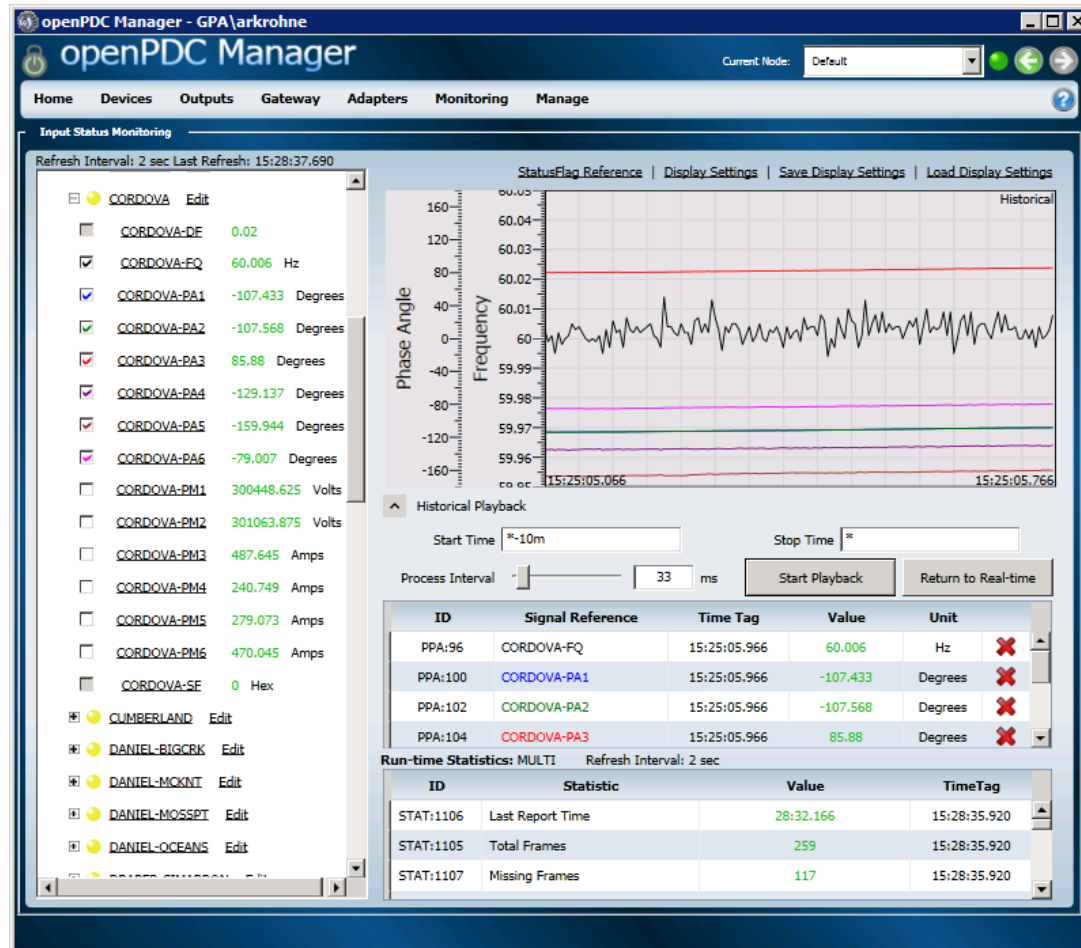 openPDC Manager - GPA\arkrohne
openPDC Manager
Current Node: Default
Home Devices Outputs Gateway Adapters Monitoring Manage
Input Status Monitoring
Refresh Interval: 2 sec Last Refresh: 15:28:37.690
CORDOVA Edit
CORDOVA-DF 0.02
CORDOVA-FQ 60.006 Hz
CORDOVA-PA1 -107.433 Degrees
CORDOVA-PA2 -107.568 Degrees
CORDOVA-PA3 85.88 Degrees
CORDOVA-PA4 -129.137 Degrees
CORDOVA-PA5 -159.944 Degrees
CORDOVA-PA6 -79.007 Degrees
CORDOVA-PM1 300448.625 Volts
CORDOVA-PM2 301063.875 Volts
CORDOVA-PM3 487.645 Amps
CORDOVA-PM4 240.749 Amps
CORDOVA-PM5 279.073 Amps
CORDOVA-PM6 470.045 Amps
CORDOVA-SF 0 Hex
CUMBERLAND Edit
DANIEL-BIGCRK Edit
DANIEL-MCKNT Edit
DANIEL-MOSSPT Edit
DANIEL-OCEANS Edit
StatusFlag Reference | Display Settings | Save Display Settings | Load Display Settings
Historical
Phase Angle
160
120
80
40
0
-40
-80
-120
-160
Frequency
60.05
60.04
60.03
60.02
60.01
60
59.99
59.98
59.97
59.96
59.95
15:25:05.066 15:25:05.766
Historical Playback
Start Time *-10m Stop Time *
Process Interval 33 ms Start Playback Return to Real-time
ID Signal Reference Time Tag Value Unit
PPA:96 CORDOVA-FQ 15:25:05.966 60.006 Hz
PPA:100 CORDOVA-PA1 15:25:05.966 -107.433 Degrees
PPA:102 CORDOVA-PA2 15:25:05.966 -107.568 Degrees
PPA:104 CORDOVA-PA3 15:25:05.966 85.88 Degrees
Run-time Statistics: MULTI Refresh Interval: 2 sec
ID Statistic Value TimeTag
STAT:1106 Last Report Time 28:32.166 15:28:35.920
STAT:1105 Total Frames 259 15:28:35.920
STAT:1107 Missing Frames 117 15:28:35.920